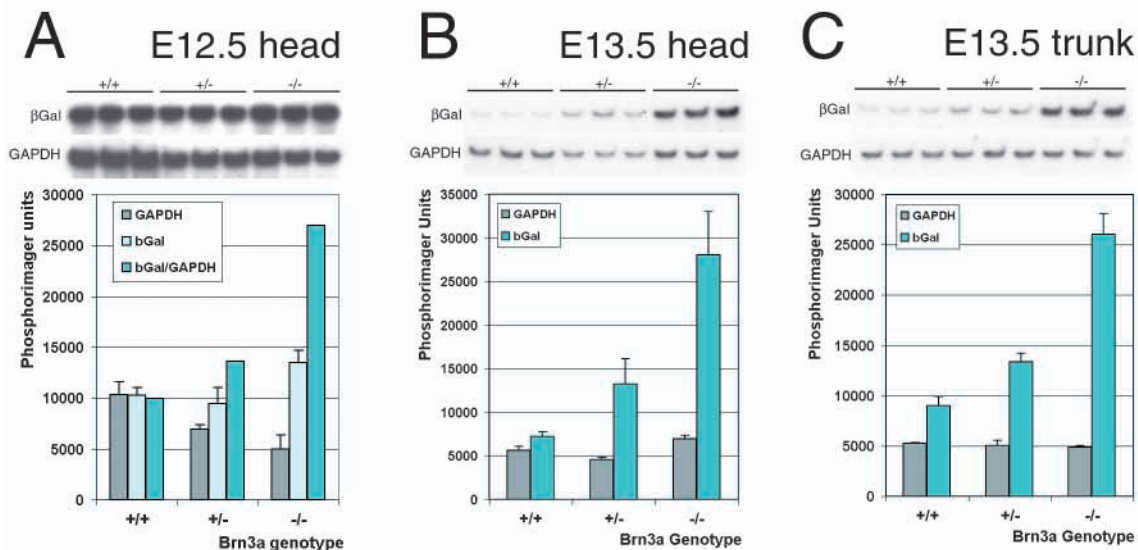 A E12.5 head
+/+ +/- -/-
βGal
GAPDH
Phosphorimager units
30000
25000
20000
15000
10000
5000
0
GAPDH
bGal
bGal/GAPDH
+/+ +/- -/-
Brn3a genotype
B E13.5 head
+/+ +/- -/-
βGal
GAPDH
Phosphorimager Units
35000
30000
25000
20000
15000
10000
5000
0
GAPDH
bGal
+/+ +/- -/-
Brn3a Genotype
C E13.5 trunk
+/+ +/- -/-
βGal
GAPDH
Phosphorimager Units
30000
25000
20000
15000
10000
5000
0
GAPDH
bGal
+/+ +/- -/-
Brn3a Genotype